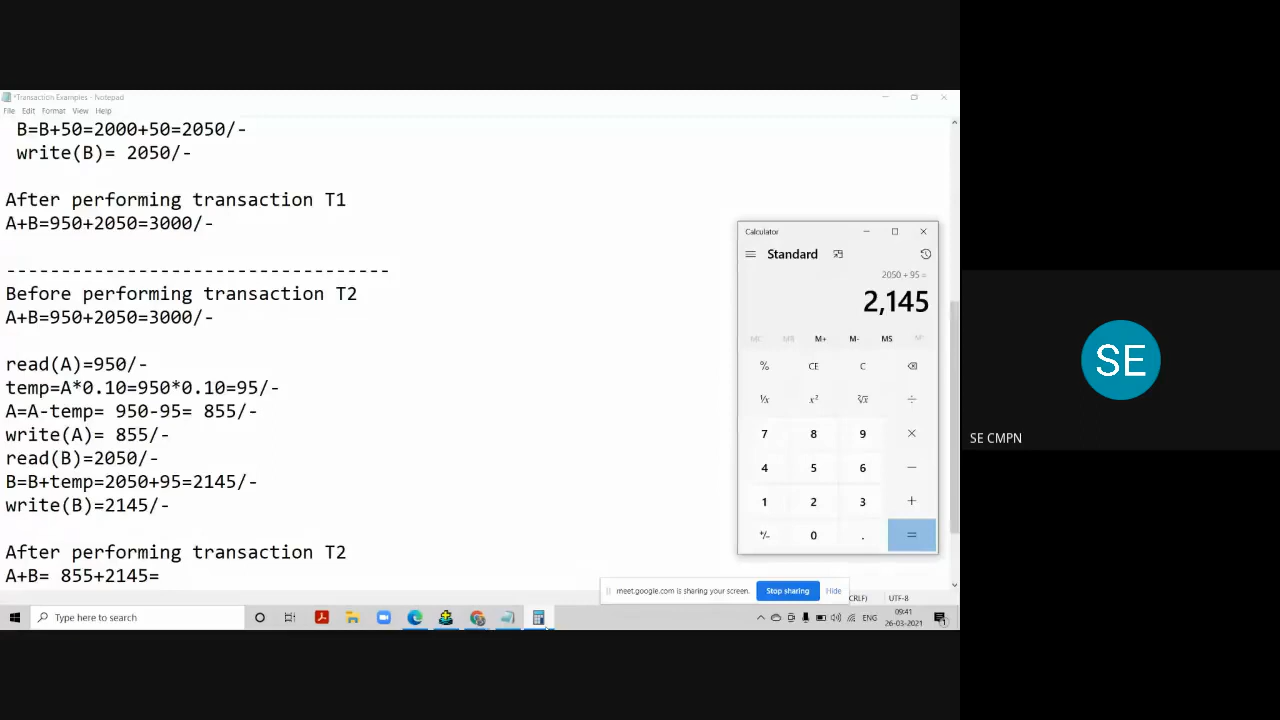 *Transaction Examples - Notepad
File Edit Format View Help
B=B+50=2000+50=2050/-
write(B)= 2050/-
After performing transaction T1
A+B=950+2050=3000/-
-----------------------------------
Before performing transaction T2
A+B=950+2050=3000/-
read(A)=950/-
temp=A*0.10=950*0.10=95/-
A=A-temp= 950-95= 855/-
write(A)= 855/-
read(B)=2050/-
B=B+temp=2050+95=2145/-
write(B)=2145/-
After performing transaction T2
A+B= 855+2145=
Calculator
Standard
2050 + 95 =
2,145
MC MR M+ M- MS
% CE C
¹/x x² ²√x ÷
7 8 9 ×
4 5 6 −
1 2 3 +
+/- 0 . =
meet.google.com is sharing your screen. Stop sharing Hide
(CRLF) UTF-8
Type here to search
ENG
09:41
26-03-2021
SE
SE CMPN